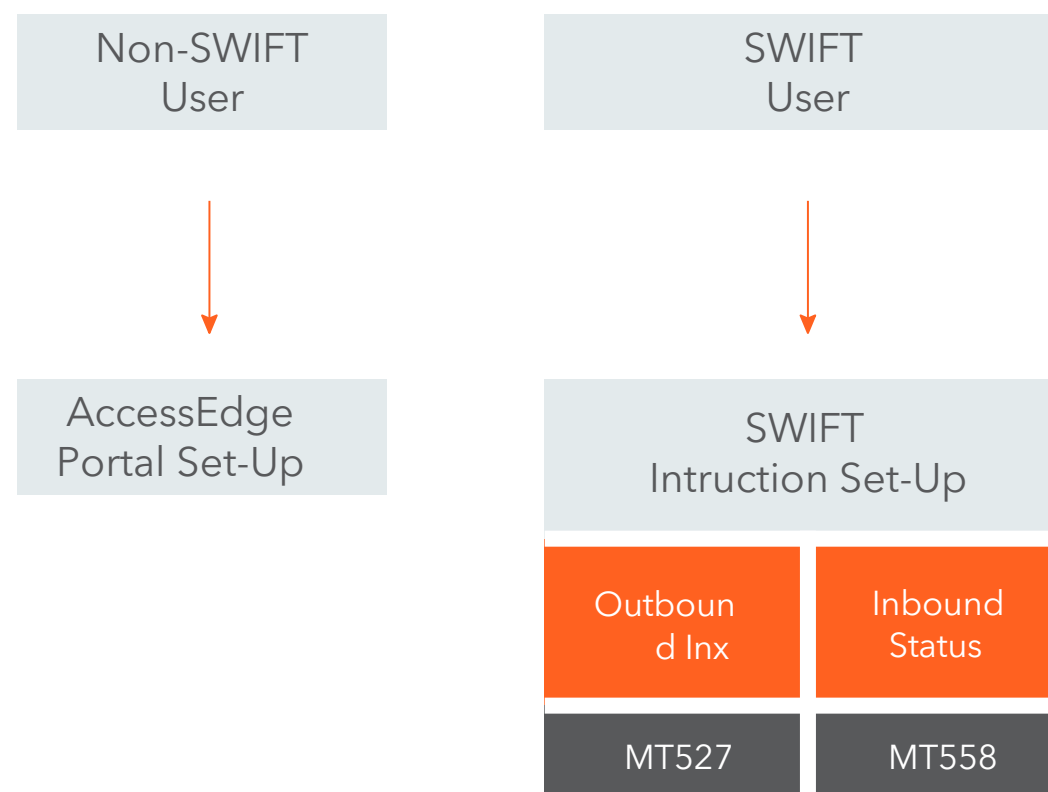 Non-SWIFT
User
SWIFT
User
AccessEdge
Portal Set-Up
SWIFT
Intruction Set-Up
Outboun
d Inx
Inbound
Status
MT527
MT558